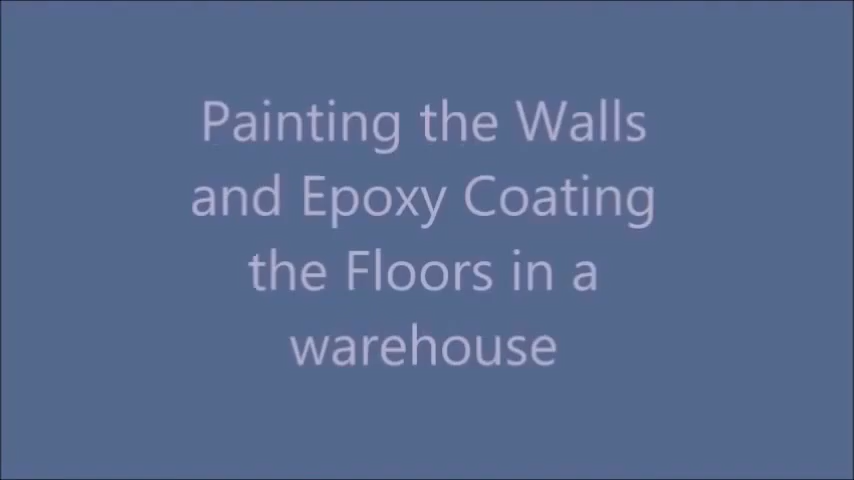 Painting the Walls
and Epoxy Coating
the Floors in a
warehouse